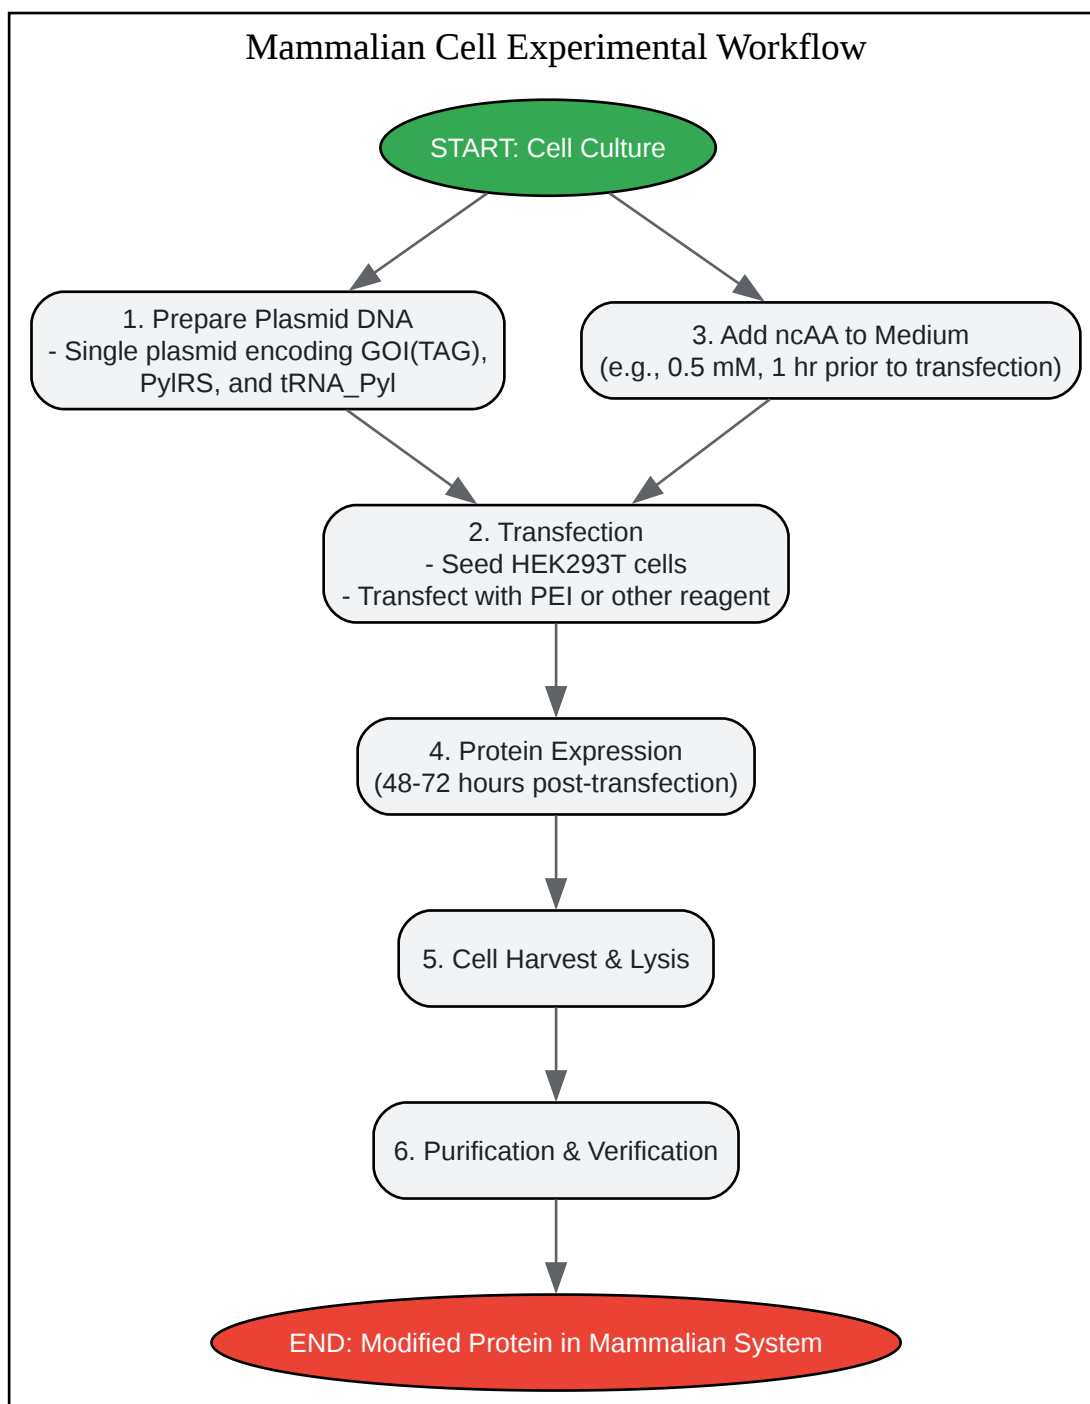 Mammalian Cell Experimental Workflow
START: Cell Culture
1. Prepare Plasmid DNA
- Single plasmid encoding GOI(TAG),
PylRS, and tRNA_Pyl
3. Add ncAA to Medium
(e.g., 0.5 mM, 1 hr prior to transfection)
2. Transfection
- Seed HEK293T cells
- Transfect with PEI or other reagent
4. Protein Expression
(48-72 hours post-transfection)
5. Cell Harvest & Lysis
6. Purification & Verification
END: Modified Protein in Mammalian System